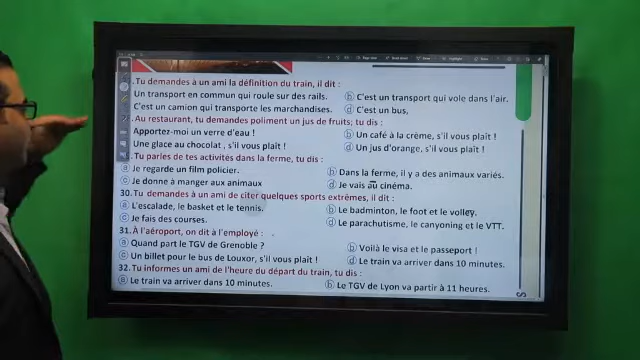 .Tu demandes à un ami la définition du train, il dit :
Un transport en commun qui roule sur des rails. ⓑ C'est un transport qui vole dans l'air.
C'est un camion qui transporte les marchandises. ⓓ C'est un bus,
.Au restaurant, tu demandes poliment un jus de fruits; tu dis :
Apportez-moi un verre d'eau ! ⓑ Un café à la crème, s'il vous plaît !
Une glace au chocolat, s'il vous plaît ! ⓓ Un jus d'orange, s'il vous plaît !
.Tu parles de tes activités dans la ferme, tu dis :
ⓐ Je regarde un film policier. ⓑ Dans la ferme, il y a des animaux variés.
ⓒ Je donne à manger aux animaux ⓓ Je vais au cinéma.
30.Tu demandes à un ami de citer quelques sports extrêmes, il dit :
ⓐ L'escalade, le basket et le tennis. ⓑ Le badminton, le foot et le volley.
ⓒ Je fais des courses. ⓓ Le parachutisme, le canyoning et le VTT.
31.À l'aéroport, on dit à l'employé :
ⓐ Quand part le TGV de Grenoble ? ⓑ Voilà le visa et le passeport !
ⓒ Un billet pour le bus de Louxor, s'il vous plaît ! ⓓ Le train va arriver dans 10 minutes.
32.Tu informes un ami de l'heure du départ du train, tu dis :
ⓐ Le train va arriver dans 10 minutes. ⓑ Le TGV de Lyon va partir à 11 heures.